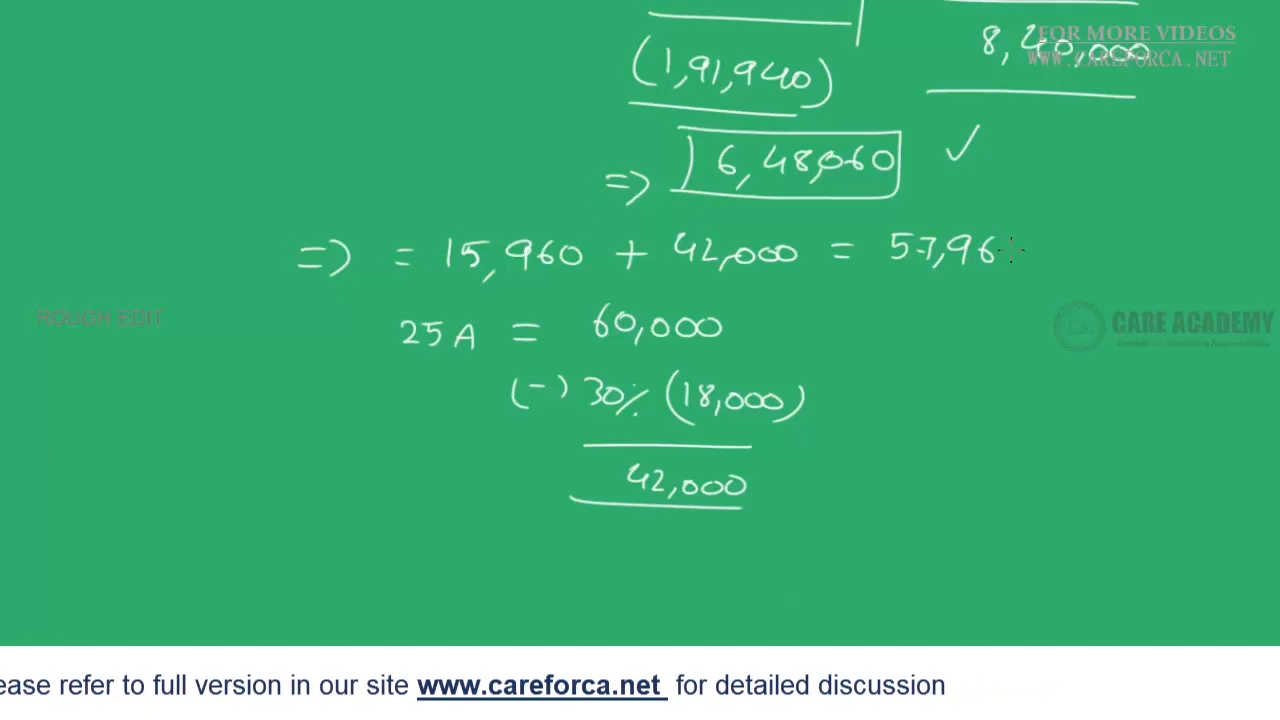 FOR MORE VIDEOS
WWW.CAREFORCA.NET
8,40,000
(1,91,940)
=> 6,48,060 ✓
=> = 15,960 + 42,000 = 57,96
ROUGH EDIT
CARE ACADEMY
25A = 60,000
(-) 30% (18,000)
42,000
ease refer to full version in our site www.careforca.net for detailed discussion